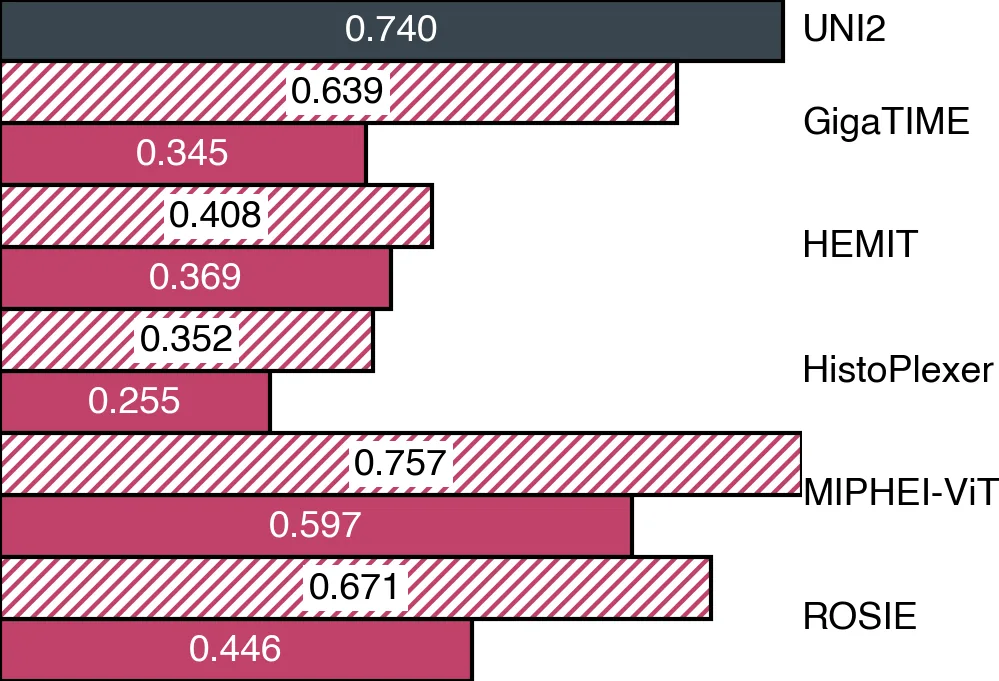 0.740 UNI2
0.639
GigaTIME
0.345
0.408
HEMIT
0.369
0.352
HistoPlexer
0.255
0.757
MIPHEI-ViT
0.597
0.671
ROSIE
0.446